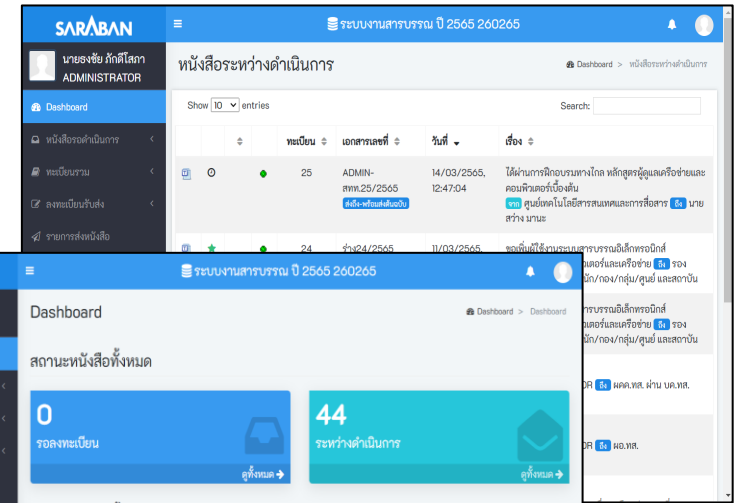 SARABAN
ระบบงานสารบรรณ ปี 2565 260265
นายธงชัย ภักดีโสภา
ADMINISTRATOR
หนังสือระหว่างดำเนินการ
Dashboard > หนังสือระหว่างดำเนินการ
Dashboard
หนังสือรอดำเนินการ
ทะเบียนรวม
ลงทะเบียนรับส่ง
รายการส่งหนังสือ
Show 10 entries
Search:
ทะเบียน เอกสารเลขที่ วันที่ เรื่อง
25 ADMIN-
สทท.25/2565
ส่งถึง-พร้อมส่งต้นฉบับ
14/03/2565,
12:47:04
ได้ผ่านการฝึกอบรมทางไกล หลักสูตรผู้ดูแลเครือข่ายและ
คอมพิวเตอร์เบื้องต้น
จาก ศูนย์เทคโนโลยีสารสนเทศและการสื่อสาร ถึง นาย
สว่าง มานะ
24 ร่าง24/2565 11/03/2565, ขอเพิ่มผู้ใช้งานระบบสารบรรณอิเล็กทรอนิกส์
วเตอร์และเครือข่าย ถึง รอง
นัก/กอง/กลุ่ม/ศูนย์ และสถาบัน
ารบรรณอิเล็กทรอนิกส์
วเตอร์และเครือข่าย ถึง รอง
นัก/กอง/กลุ่ม/ศูนย์ และสถาบัน
OR ถึง ผคค.ทส. ผ่าน บค.ทส.
OR ถึง ผอ.ทส.
ระบบงานสารบรรณ ปี 2565 260265
Dashboard
Dashboard > Dashboard
สถานะหนังสือทั้งหมด
0
รอลงทะเบียน
ดูทั้งหมด
44
ระหว่างดำเนินการ
ดูทั้งหมด